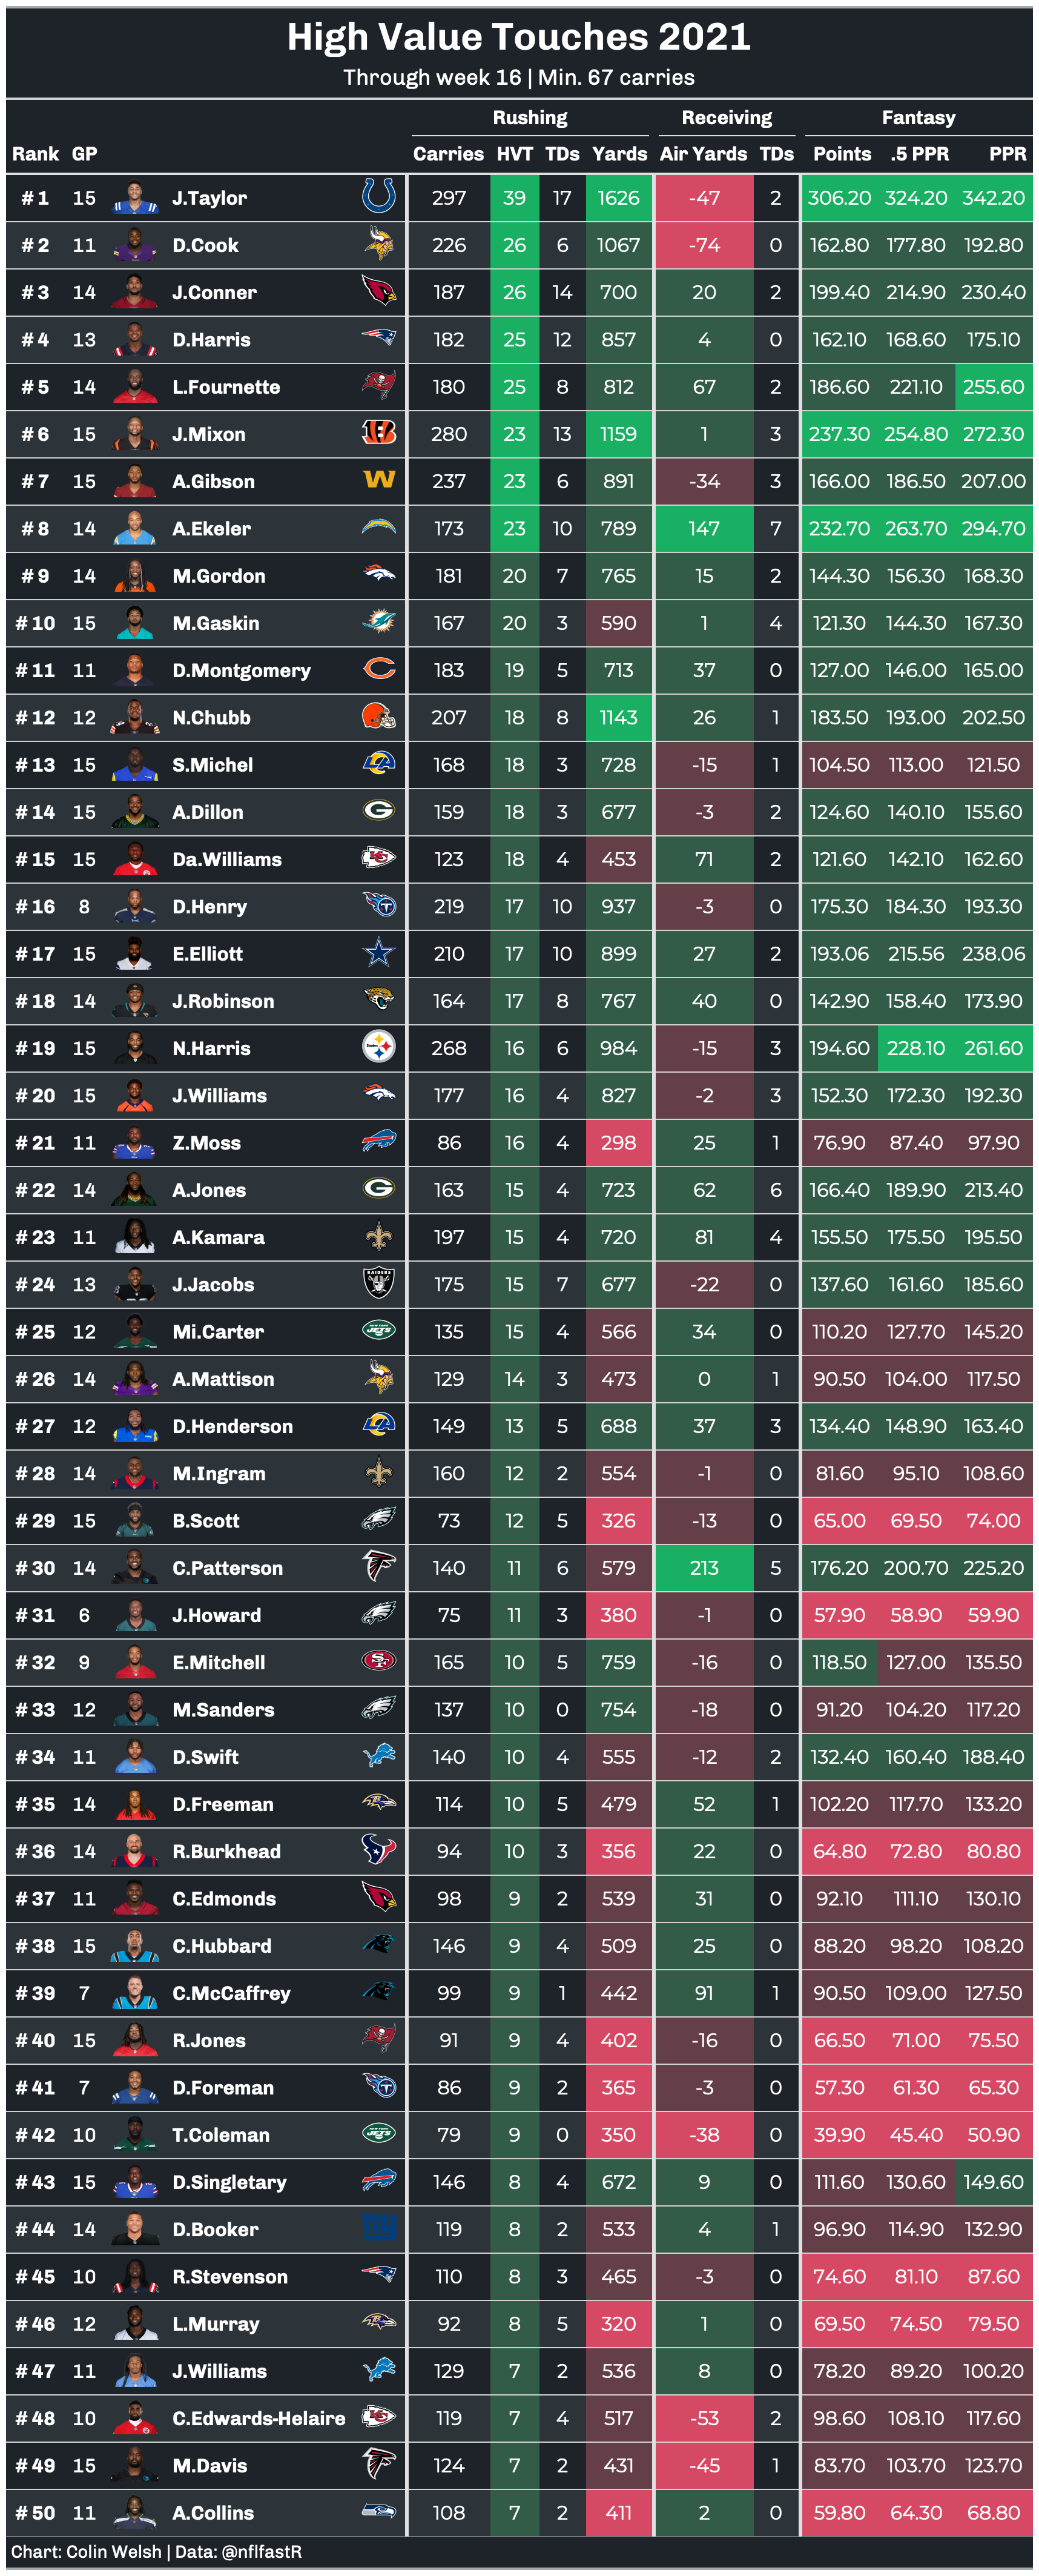 High Value Touches 2021
Through week 16 | Min. 67 carries
Rushing Receiving Fantasy
Rank GP Carries HVT TDs Yards Air Yards TDs Points .5 PPR PPR
# 1 15 J.Taylor 297 39 17 1626 -47 2 306.20 324.20 342.20
# 2 11 D.Cook 226 26 6 1067 -74 0 162.80 177.80 192.80
# 3 14 J.Conner 187 26 14 700 20 2 199.40 214.90 230.40
# 4 13 D.Harris 182 25 12 857 4 0 162.10 168.60 175.10
# 5 14 L.Fournette 180 25 8 812 67 2 186.60 221.10 255.60
# 6 15 J.Mixon 280 23 13 1159 1 3 237.30 254.80 272.30
# 7 15 A.Gibson W 237 23 6 891 -34 3 166.00 186.50 207.00
# 8 14 A.Ekeler 173 23 10 789 147 7 232.70 263.70 294.70
# 9 14 M.Gordon 181 20 7 765 15 2 144.30 156.30 168.30
# 10 15 M.Gaskin 167 20 3 590 1 4 121.30 144.30 167.30
# 11 11 D.Montgomery 183 19 5 713 37 0 127.00 146.00 165.00
# 12 12 N.Chubb 207 18 8 1143 26 1 183.50 193.00 202.50
# 13 15 S.Michel LA 168 18 3 728 -15 1 104.50 113.00 121.50
# 14 15 A.Dillon G 159 18 3 677 -3 2 124.60 140.10 155.60
# 15 15 Da.Williams KC 123 18 4 453 71 2 121.60 142.10 162.60
# 16 8 D.Henry 219 17 10 937 -3 0 175.30 184.30 193.30
# 17 15 E.Elliott 210 17 10 899 27 2 193.06 215.56 238.06
# 18 14 J.Robinson 164 17 8 767 40 0 142.90 158.40 173.90
# 19 15 N.Harris 268 16 6 984 -15 3 194.60 228.10 261.60
# 20 15 J.Williams 177 16 4 827 -2 3 152.30 172.30 192.30
# 21 11 Z.Moss 86 16 4 298 25 1 76.90 87.40 97.90
# 22 14 A.Jones G 163 15 4 723 62 6 166.40 189.90 213.40
# 23 11 A.Kamara 197 15 4 720 81 4 155.50 175.50 195.50
# 24 13 J.Jacobs RAIDERS 175 15 7 677 -22 0 137.60 161.60 185.60
# 25 12 Mi.Carter JETS 135 15 4 566 34 0 110.20 127.70 145.20
# 26 14 A.Mattison 129 14 3 473 0 1 90.50 104.00 117.50
# 27 12 D.Henderson LA 149 13 5 688 37 3 134.40 148.90 163.40
# 28 14 M.Ingram 160 12 2 554 -1 0 81.60 95.10 108.60
# 29 15 B.Scott 73 12 5 326 -13 0 65.00 69.50 74.00
# 30 14 C.Patterson 140 11 6 579 213 5 176.20 200.70 225.20
# 31 6 J.Howard 75 11 3 380 -1 0 57.90 58.90 59.90
# 32 9 E.Mitchell SF 165 10 5 759 -16 0 118.50 127.00 135.50
# 33 12 M.Sanders 137 10 0 754 -18 0 91.20 104.20 117.20
# 34 11 D.Swift 140 10 4 555 -12 2 132.40 160.40 188.40
# 35 14 D.Freeman 114 10 5 479 52 1 102.20 117.70 133.20
# 36 14 R.Burkhead 94 10 3 356 22 0 64.80 72.80 80.80
# 37 11 C.Edmonds 98 9 2 539 31 0 92.10 111.10 130.10
# 38 15 C.Hubbard 146 9 4 509 25 0 88.20 98.20 108.20
# 39 7 C.McCaffrey 99 9 1 442 91 1 90.50 109.00 127.50
# 40 15 R.Jones 91 9 4 402 -16 0 66.50 71.00 75.50
# 41 7 D.Foreman 86 9 2 365 -3 0 57.30 61.30 65.30
# 42 10 T.Coleman JETS 79 9 0 350 -38 0 39.90 45.40 50.90
# 43 15 D.Singletary 146 8 4 672 9 0 111.60 130.60 149.60
# 44 14 D.Booker ny 119 8 2 533 4 1 96.90 114.90 132.90
# 45 10 R.Stevenson 110 8 3 465 -3 0 74.60 81.10 87.60
# 46 12 L.Murray 92 8 5 320 1 0 69.50 74.50 79.50
# 47 11 J.Williams 129 7 2 536 8 0 78.20 89.20 100.20
# 48 10 C.Edwards-Helaire KC 119 7 4 517 -53 2 98.60 108.10 117.60
# 49 15 M.Davis 124 7 2 431 -45 1 83.70 103.70 123.70
# 50 11 A.Collins 108 7 2 411 2 0 59.80 64.30 68.80
Chart: Colin Welsh | Data: @nflfastR